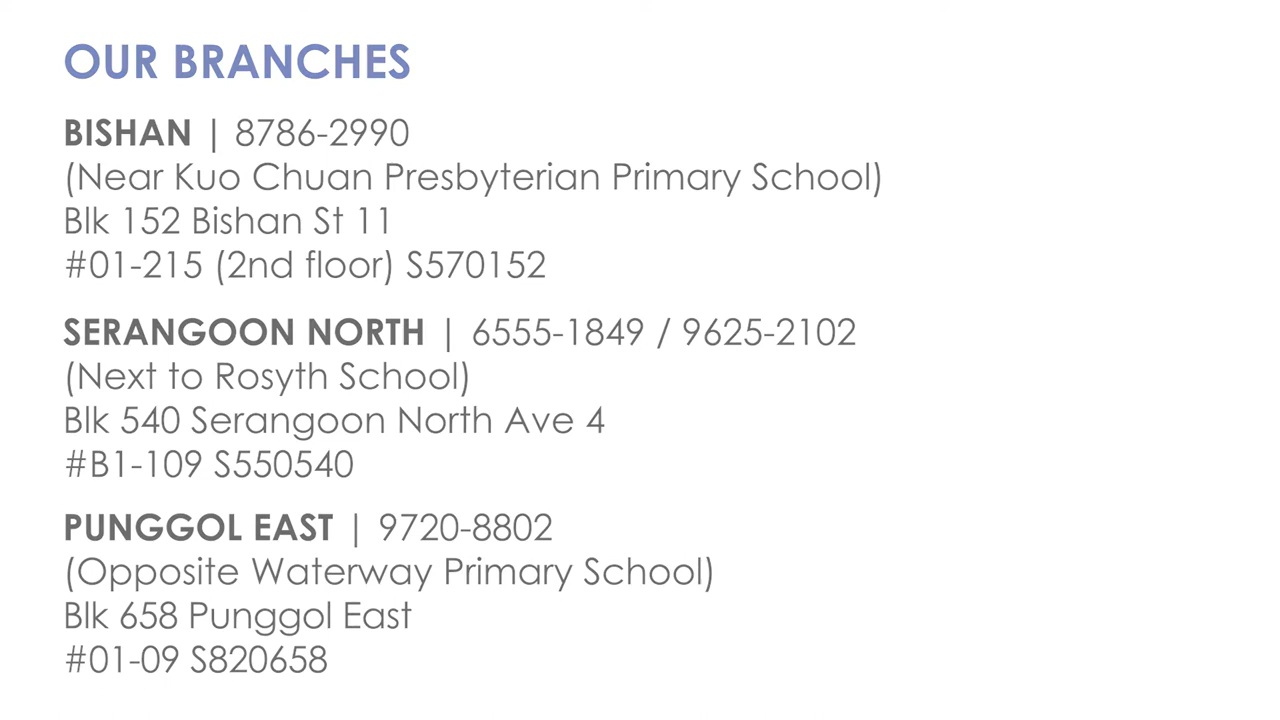 OUR BRANCHES
BISHAN | 8786-2990
(Near Kuo Chuan Presbyterian Primary School)
Blk 152 Bishan St 11
#01-215 (2nd floor) S570152
SERANGOON NORTH | 6555-1849 / 9625-2102
(Next to Rosyth School)
Blk 540 Serangoon North Ave 4
#B1-109 S550540
PUNGGOL EAST | 9720-8802
(Opposite Waterway Primary School)
Blk 658 Punggol East
#01-09 S820658